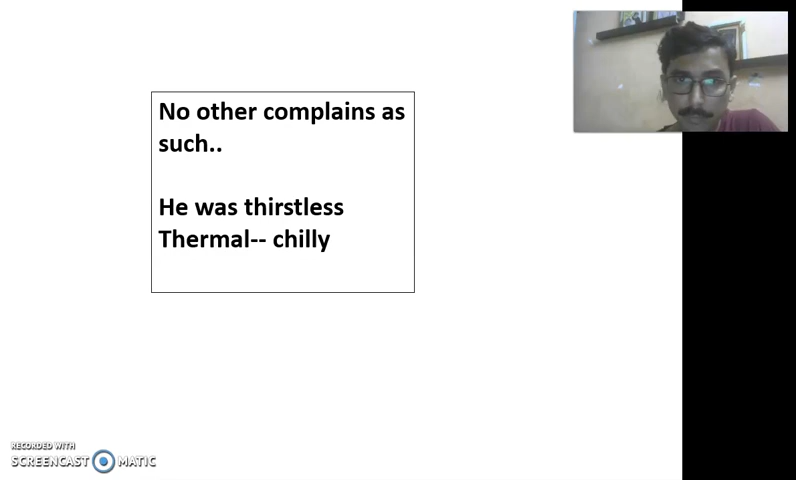 No other complains as
such..
He was thirstless
Thermal-- chilly
RECORDED WITH
SCREENCAST MATIC